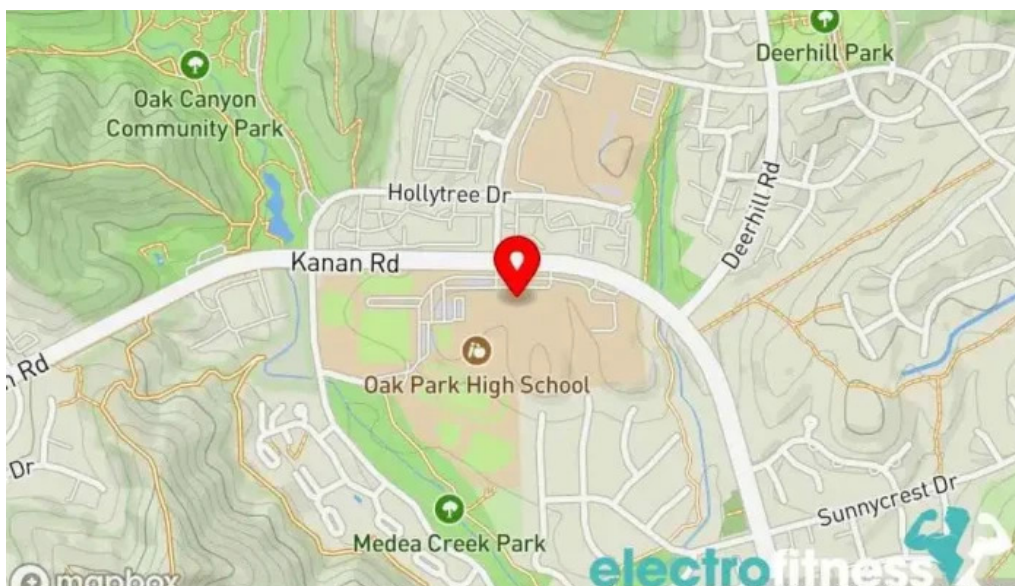 Deerhill Park
Oak Canyon
Community Park
Hollytree Dr
Deerhill Rd
Kanan Rd
n Rd
Oak Park High School
Dr
Sunnycrest Dr
Medea Creek Park
electrofitness
mapbox